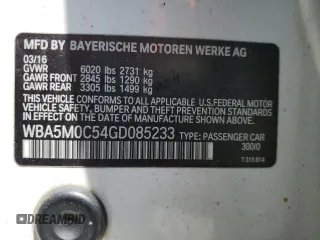 MFD BY BAYERISCHE MOTOREN WERKE AG
03/16
GVWR 6020 lbs 2731 kg
GAWR FRONT 2845 lbs 1290 kg
GAWR REAR 3305 lbs 1499 kg
THIS VEHICLE CONFORMS TO ALL APPLICABLE
FEDERAL MOTOR VEHICLE SAFETY, BUMPER, AND
THEFT PREVENTION STANDARDS IN EFFECT ON THE
DATE OF MANUFACTURE SHOWN ABOVE.
WBA5M0C54GD085233 TYPE: PASSENGER CAR
300/0
7 315 814
DREAMBID